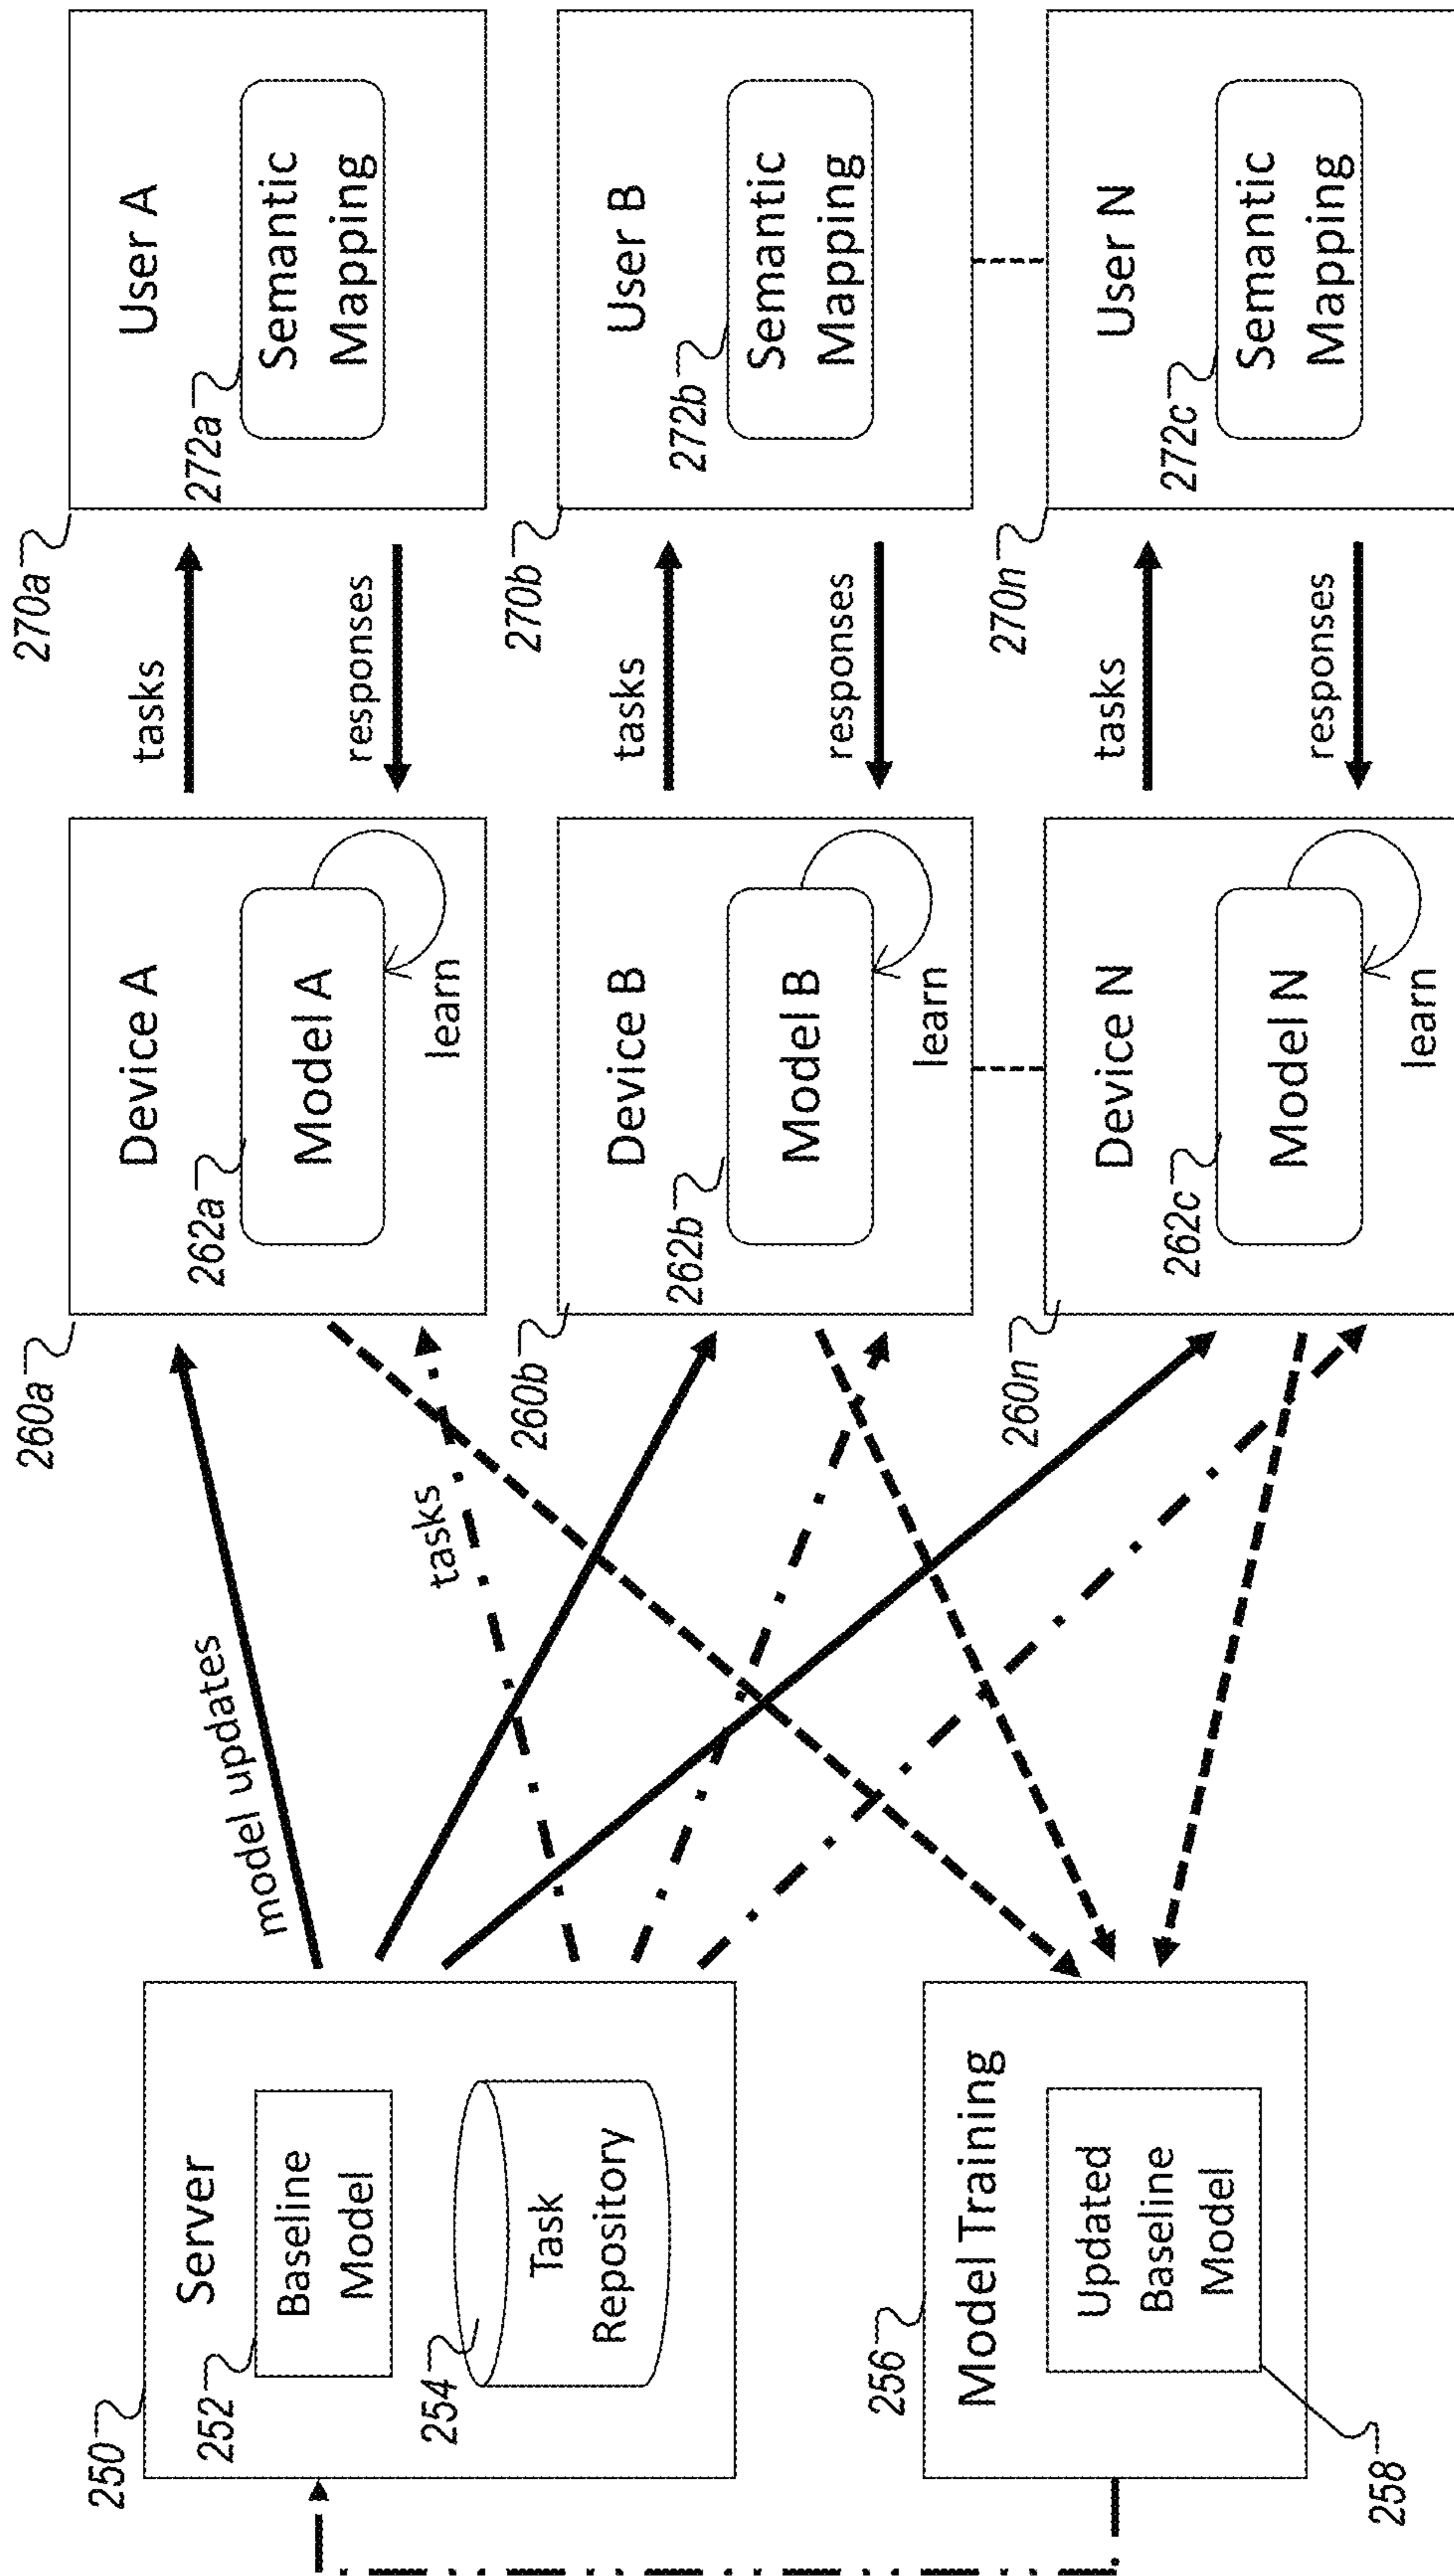 250
Server
252
Baseline
Model
254
Task
Repository
256
Model Training
Updated
Baseline
Model
258
model updates
tasks
260a
Device A
262a
Model A
learn
260b
Device B
262b
Model B
learn
260n
Device N
262c
Model N
learn
tasks
responses
tasks
responses
tasks
responses
270a
User A
272a
Semantic
Mapping
270b
User B
272b
Semantic
Mapping
270n
User N
272c
Semantic
Mapping